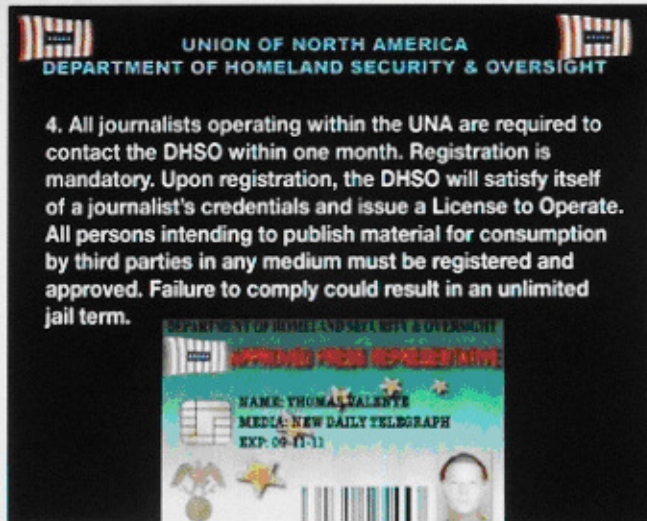 UNION OF NORTH AMERICA
DEPARTMENT OF HOMELAND SECURITY & OVERSIGHT
4. All journalists operating within the UNA are required to
contact the DHSO within one month. Registration is
mandatory. Upon registration, the DHSO will satisfy itself
of a journalist's credentials and issue a License to Operate.
All persons intending to publish material for consumption
by third parties in any medium must be registered and
approved. Failure to comply could result in an unlimited
jail term.
DEPARTMENT OF HOMELAND SECURITY & OVERSIGHT
APPROVED PRESS REPRESENTATIVE
NAME: THOMAS VALENTE
MEDIA: NEW DAILY TELEGRAPH
EXP: 09-11-11